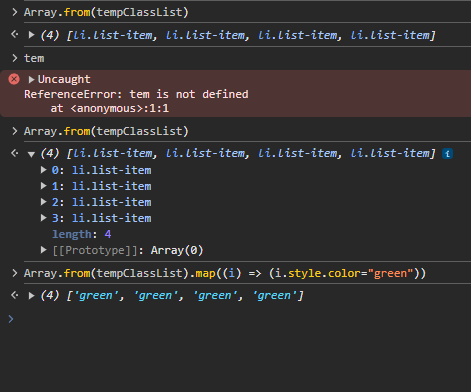 Array.from(tempClassList)
(4) [li.list-item, li.list-item, li.list-item, li.list-item]
tem
Uncaught
ReferenceError: tem is not defined
at <anonymous>:1:1
Array.from(tempClassList)
(4) [li.list-item, li.list-item, li.list-item, li.list-item] i
0: li.list-item
1: li.list-item
2: li.list-item
3: li.list-item
length: 4
[[Prototype]]: Array(0)
Array.from(tempClassList).map((i) => (i.style.color="green"))
(4) ['green', 'green', 'green', 'green']